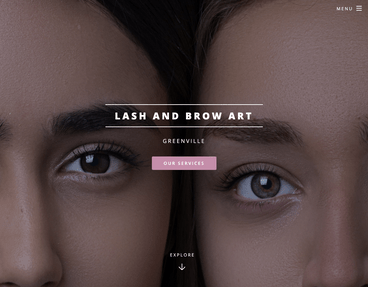 MENU
LASH AND BROW ART
GREENVILLE
OUR SERVICES
EXPLORE